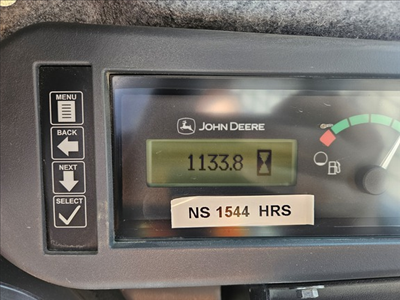 MENU
BACK
NEXT
SELECT
JOHN DEERE
1133.8
NS 1544 HRS